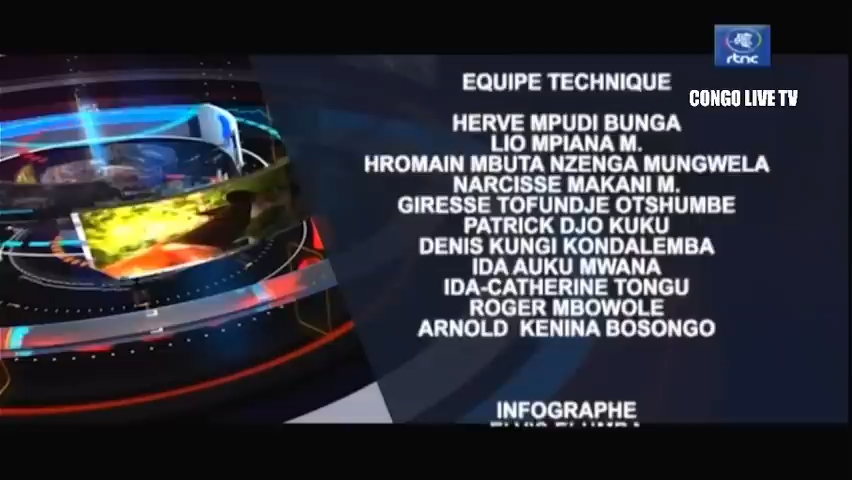 rtnc
CONGO LIVE TV
EQUIPE TECHNIQUE
HERVE MPUDI BUNGA
LIO MPIANA M.
HROMAIN MBUTA NZENGA MUNGWELA
NARCISSE MAKANI M.
GIRESSE TOFUNDJE OTSHUMBE
PATRICK DJO KUKU
DENIS KUNGI KONDALEMBA
IDA AUKU MWANA
IDA-CATHERINE TONGU
ROGER MBOWOLE
ARNOLD KENINA BOSONGO
INFOGRAPHE